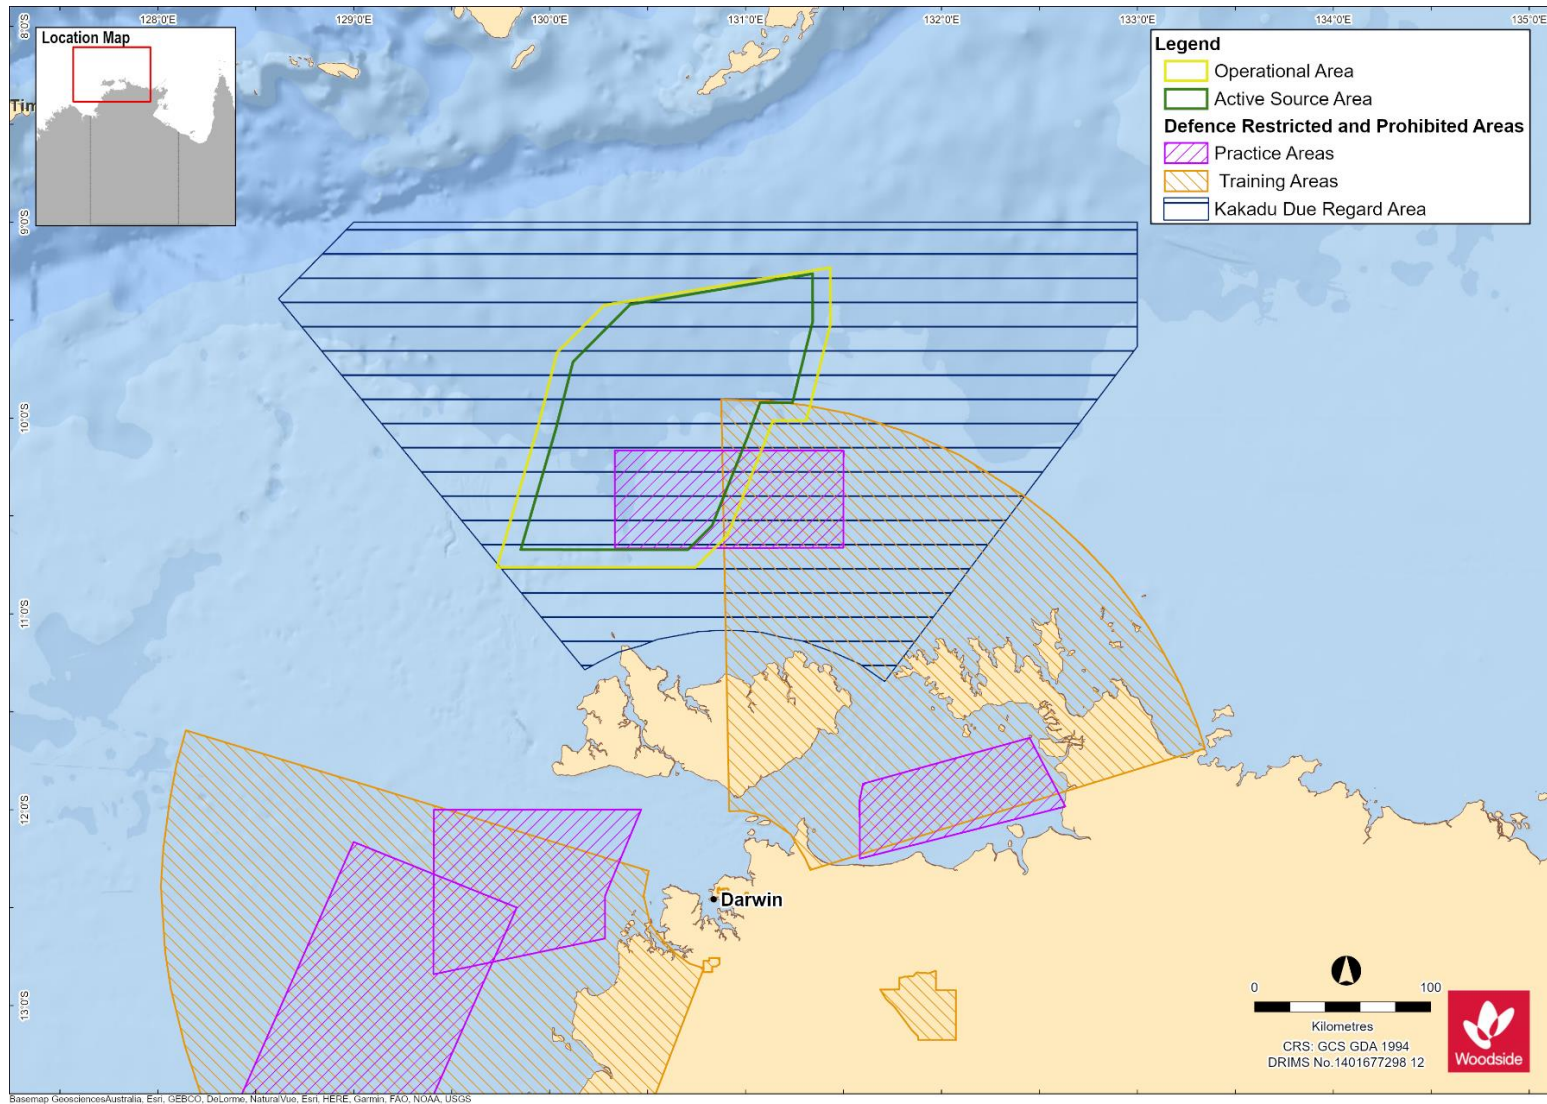 128°0'E 129°0'E 130°0'E 131°0'E 132°0'E 133°0'E 134°0'E 135°0'E
8°0'S
9°0'S
10°0'S
11°0'S
12°0'S
13°0'S
Location Map
Tim
Legend
Operational Area
Active Source Area
Defence Restricted and Prohibited Areas
Practice Areas
Training Areas
Kakadu Due Regard Area
Darwin
0 100
Kilometres
CRS: GCS GDA 1994
DRIMS No.1401677298 12
Woodside
Basemap GeosciencesAustralia, Esri, GEBCO, DeLorme, NaturalVue, Esri, HERE, Garmin, FAO, NOAA, USGS